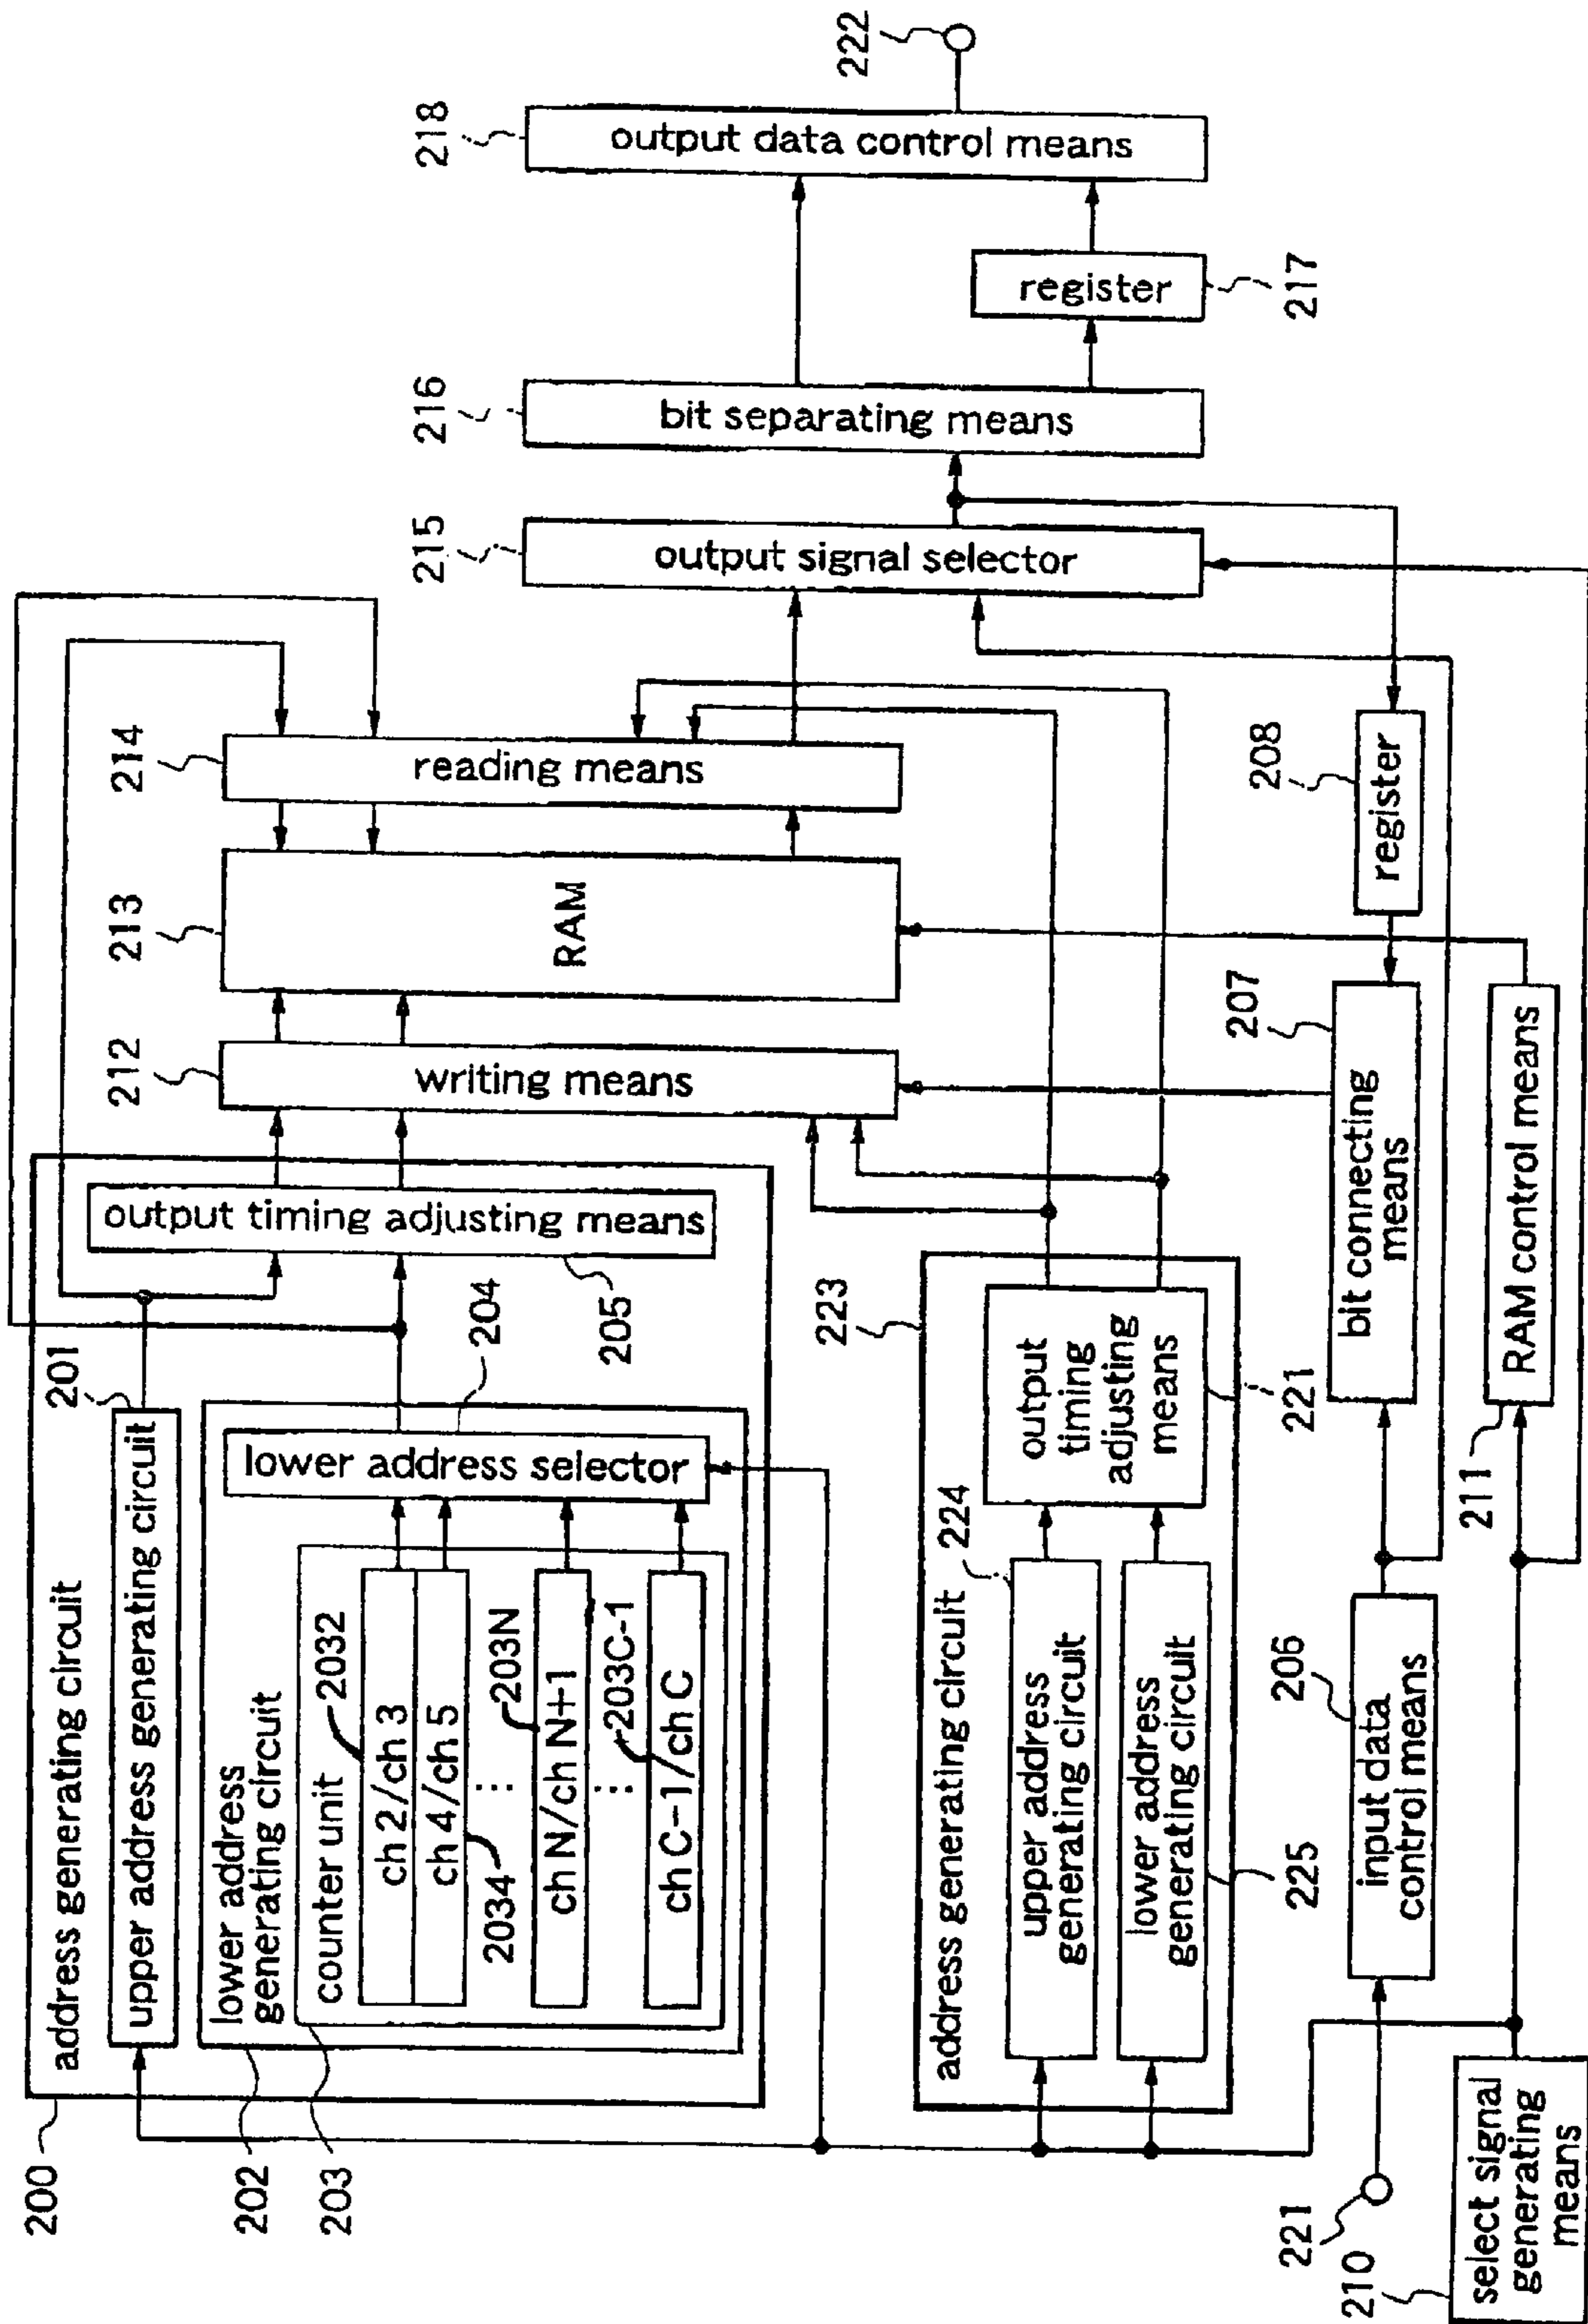 200
address generating circuit
upper address generating circuit
201
202
lower address
generating circuit
203
counter unit
2032
ch 2/ch 3
ch 4/ch 5
2034
⋮
203N
ch N/ch N+1
⋮
203C-1
ch C-1/ch C
lower address selector
204
output timing adjusting means
205
212
writing means
213
RAM
214
reading means
215
output signal selector
216
bit separating means
register
217
218
output data control means
222
223
address generating circuit
224
upper address
generating circuit
lower address
generating circuit
225
output
timing
adjusting
means
221
221
206
input data
control means
207
bit connecting
means
208
register
210
select signal
generating
means
211
RAM control means